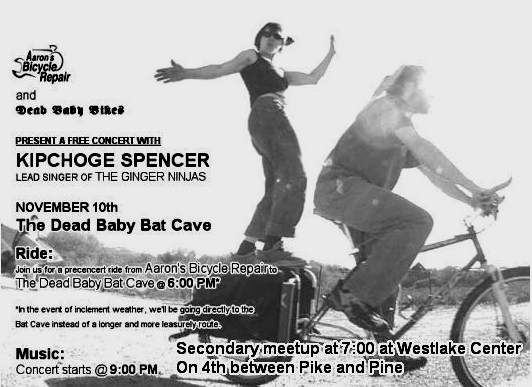 Aaron's
Bicycle
Repair
and
Dead Baby Bikes
PRESENT A FREE CONCERT WITH
KIPCHOGE SPENCER
LEAD SINGER OF THE GINGER NINJAS
NOVEMBER 10th
The Dead Baby Bat Cave
Ride:
Join us for a precencert ride from Aaron's Bicycle Repair to
The Dead Baby Bat Cave @ 6:00 PM*
*In the event of inclement weather, we'll be going directly to the
Bat Cave instead of a longer and more leasurely route.
Music:
Concert starts @ 9:00 PM
Secondary meetup at 7:00 at Westlake Center
On 4th between Pike and Pine